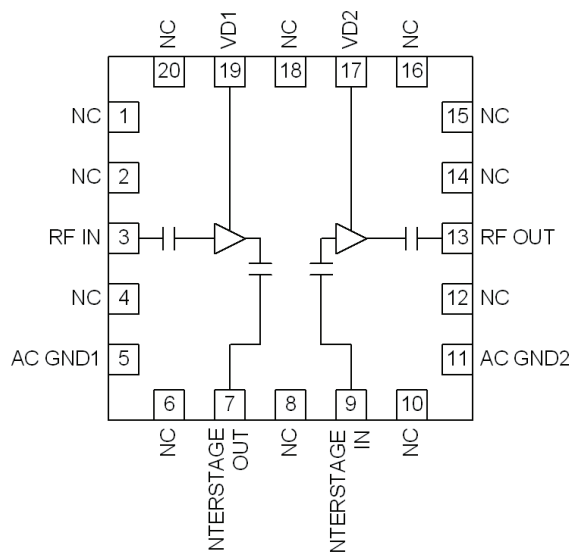 NC
VD1
NC
VD2
NC
20
19
18
17
16
NC 1
15 NC
NC 2
14 NC
RF IN 3
13 RF OUT
NC 4
12 NC
AC GND1 5
11 AC GND2
6
7
8
9
10
NC
NTERSTAGE
OUT
NC
NTERSTAGE
IN
NC